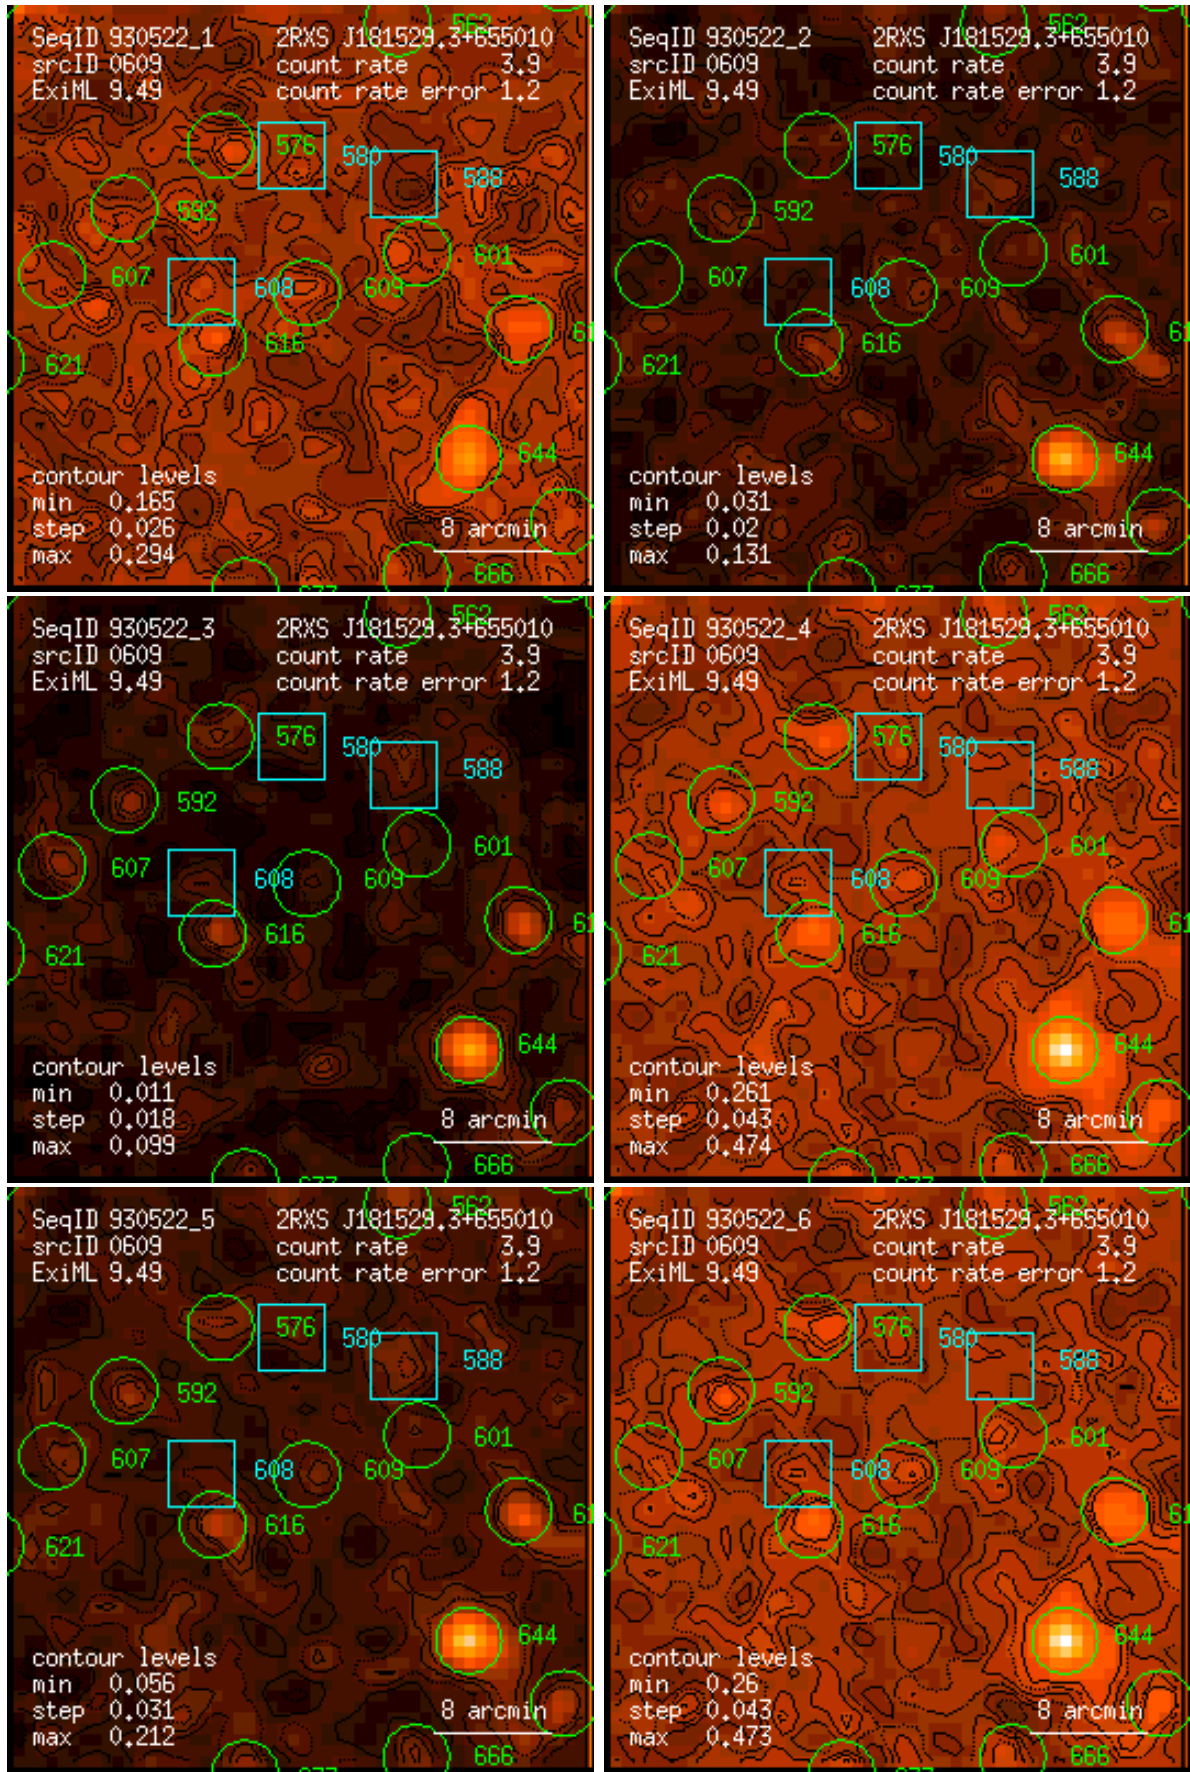 562
SeqID 930522_1 2RXS J181529.3+655010
srcID 0609 count rate 3.9
ExiML 9.49 count rate error 1.2
576 580
588
592
601
607 608 609
616
621
644
contour levels
min 0.165
step 0.026
max 0.294
8 arcmin
666
562
SeqID 930522_2 2RXS J181529.3+655010
srcID 0609 count rate 3.9
ExiML 9.49 count rate error 1.2
576 580
588
592
601
607 608 609
616
621
644
contour levels
min 0.031
step 0.02
max 0.131
8 arcmin
666
562
SeqID 930522_3 2RXS J181529.3+655010
srcID 0609 count rate 3.9
ExiML 9.49 count rate error 1.2
576 580
588
592
601
607 608 609
616
621
644
contour levels
min 0.011
step 0.018
max 0.099
8 arcmin
666
562
SeqID 930522_4 2RXS J181529.3+655010
srcID 0609 count rate 3.9
ExiML 9.49 count rate error 1.2
576 580
588
592
601
607 608 609
616
621
644
contour levels
min 0.261
step 0.043
max 0.474
8 arcmin
666
562
SeqID 930522_5 2RXS J181529.3+655010
srcID 0609 count rate 3.9
ExiML 9.49 count rate error 1.2
576 580
588
592
601
607 608 609
616
621
644
contour levels
min 0.056
step 0.031
max 0.212
8 arcmin
666
562
SeqID 930522_6 2RXS J181529.3+655010
srcID 0609 count rate 3.9
ExiML 9.49 count rate error 1.2
576 580
588
592
601
607 608 609
616
621
644
contour levels
min 0.26
step 0.043
max 0.473
8 arcmin
666